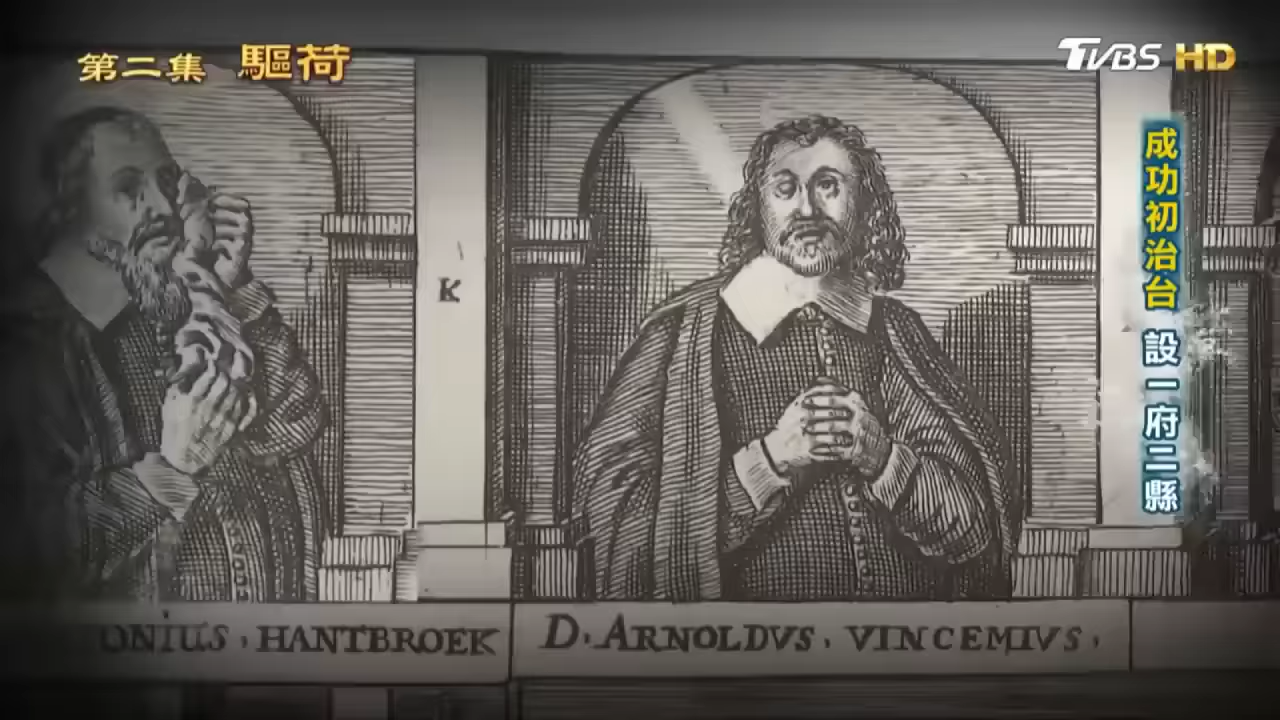 第二集 驅荷
TVBS HD
成功初治台 設一府二縣
K
ONIUS, HANTBROEK
D. ARNOLDVS, VINCEMIVS,